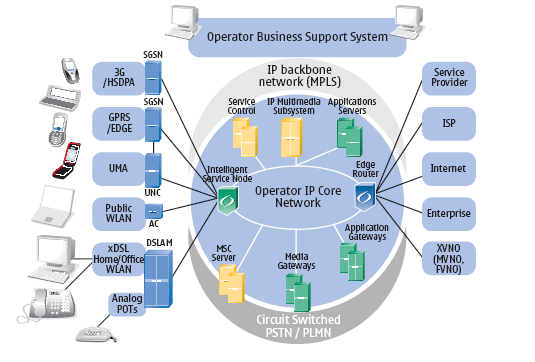 Operator Business Support System
SGSN
3G
/HSDPA
SGSN
GPRS
/EDGE
UMA
UNC
Public
WLAN
AC
xDSL
Home/Office
WLAN
DSLAM
Analog
POTs
IP backbone
network (MPLS)
Service
Control
IP Multimedia
Subsystem
Applications
Servers
Intelligent
Service Node
Edge
Router
Operator IP Core
Network
MSC
Server
Media
Gateways
Application
Gateways
Circuit Switched
PSTN / PLMN
Service
Provider
ISP
Internet
Enterprise
XVNO
(MVNO,
FVNO)